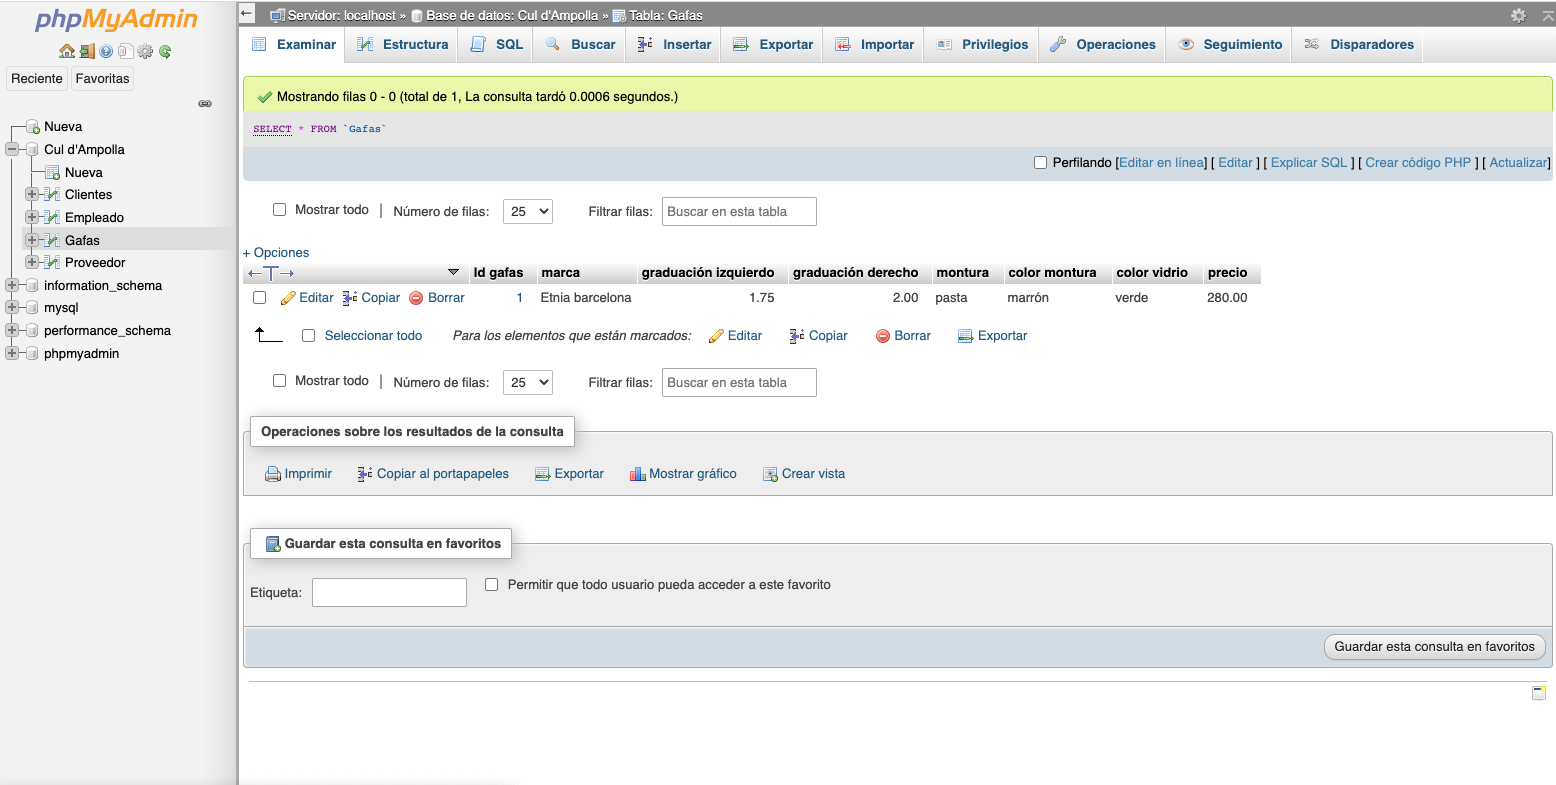 phpMyAdmin
Reciente Favoritas
Nueva
Cul d'Ampolla
Nueva
Clientes
Empleado
Gafas
Proveedor
information_schema
mysql
performance_schema
phpmyadmin
Servidor: localhost » Base de datos: Cul d'Ampolla » Tabla: Gafas
Examinar Estructura SQL Buscar Insertar Exportar Importar Privilegios Operaciones Seguimiento Disparadores
Mostrando filas 0 - 0 (total de 1, La consulta tardó 0.0006 segundos.)
SELECT * FROM `Gafas`
Perfilando [Editar en línea] [ Editar ] [ Explicar SQL ] [ Crear código PHP ] [ Actualizar]
Mostrar todo | Número de filas: 25 Filtrar filas: Buscar en esta tabla
+ Opciones
←T→ Id gafas marca graduación izquierdo graduación derecho montura color montura color vidrio precio
Editar Copiar Borrar 1 Etnia barcelona 1.75 2.00 pasta marrón verde 280.00
Seleccionar todo Para los elementos que están marcados: Editar Copiar Borrar Exportar
Mostrar todo | Número de filas: 25 Filtrar filas: Buscar en esta tabla
Operaciones sobre los resultados de la consulta
Imprimir Copiar al portapapeles Exportar Mostrar gráfico Crear vista
Guardar esta consulta en favoritos
Etiqueta: Permitir que todo usuario pueda acceder a este favorito
Guardar esta consulta en favoritos